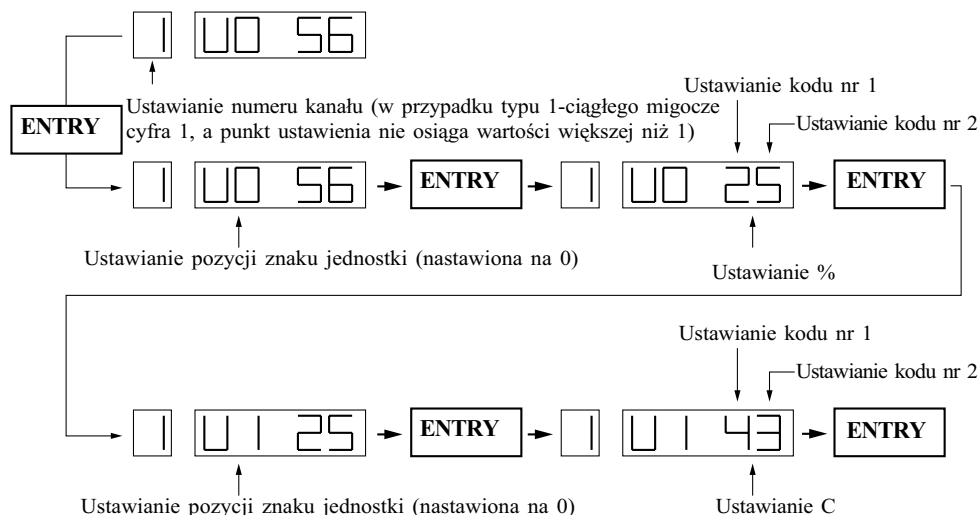 1 U0 56
Ustawianie numeru kanału (w przypadku typu 1-ciągłego migocze
cyfra 1, a punkt ustawienia nie osiąga wartości większej niż 1)
ENTRY
Ustawianie kodu nr 1
Ustawianie kodu nr 2
1 U0 56 ENTRY 1 U0 25 ENTRY
Ustawianie pozycji znaku jednostki (nastawiona na 0)
Ustawianie %
Ustawianie kodu nr 1
Ustawianie kodu nr 2
1 U1 25 ENTRY 1 U1 43 ENTRY
Ustawianie pozycji znaku jednostki (nastawiona na 0)
Ustawianie C